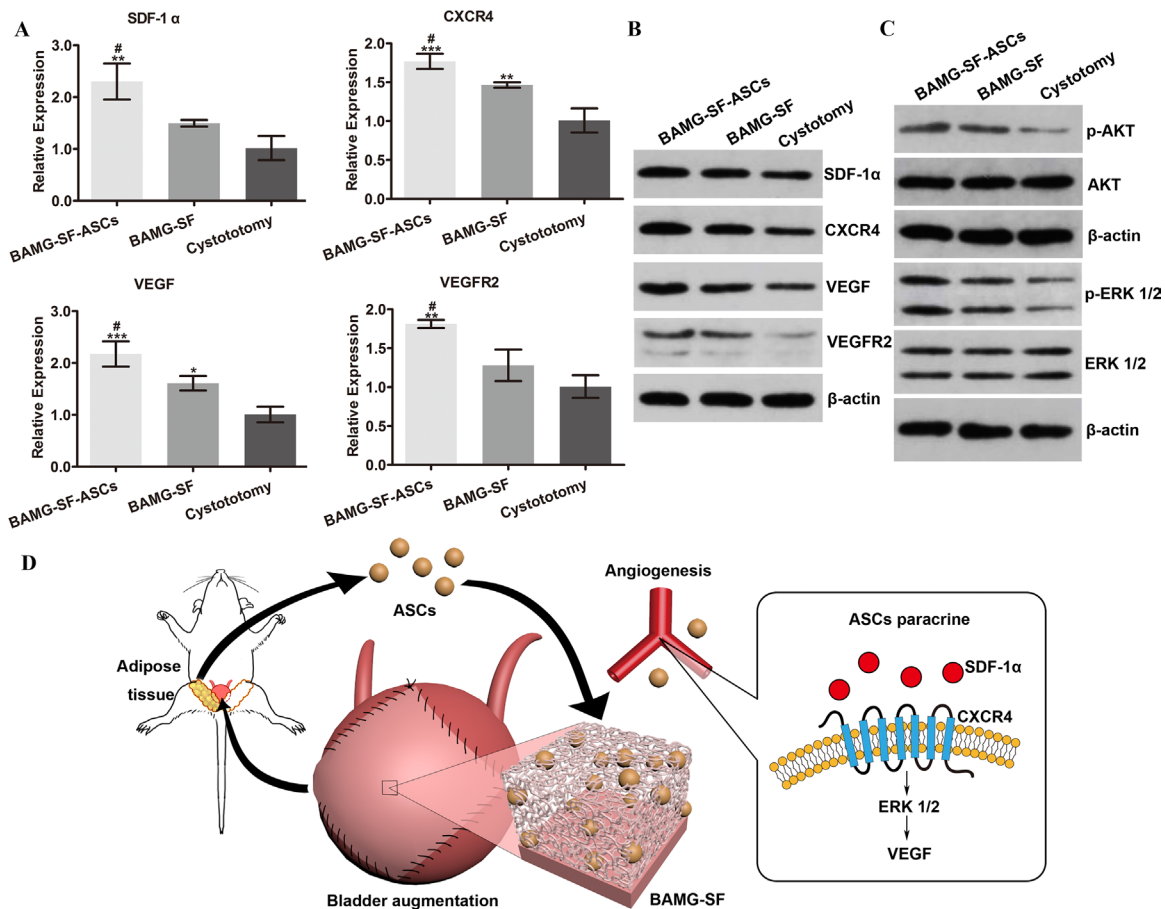 A
SDF-1 α
Relative Expression
3.0
2.0
1.0
0.0
#
**
BAMG-SF-ASCs
BAMG-SF
Cystototomy
CXCR4
Relative Expression
2.0
1.5
1.0
0.5
0.0
#
***
**
BAMG-SF-ASCs
BAMG-SF
Cystototomy
VEGF
Relative Expression
3.0
2.0
1.0
0.0
#
***
*
BAMG-SF-ASCs
BAMG-SF
Cystototomy
VEGFR2
Relative Expression
2.0
1.5
1.0
0.5
0.0
#
**
BAMG-SF-ASCs
BAMG-SF
Cystototomy
B
BAMG-SF-ASCs
BAMG-SF
Cystotomy
SDF-1α
CXCR4
VEGF
VEGFR2
β-actin
C
BAMG-SF-ASCs
BAMG-SF
Cystotomy
p-AKT
AKT
β-actin
p-ERK 1/2
ERK 1/2
β-actin
D
Adipose
tissue
ASCs
Bladder augmentation
BAMG-SF
Angiogenesis
ASCs paracrine
SDF-1α
CXCR4
ERK 1/2
VEGF